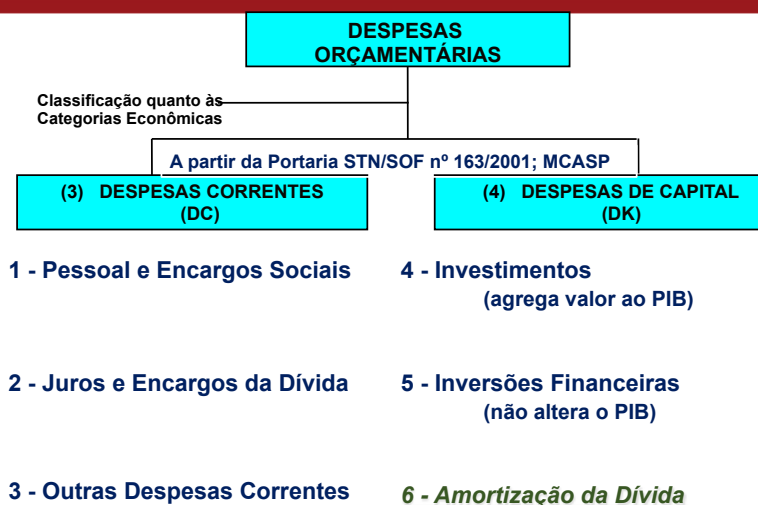 DESPESAS
ORÇAMENTÁRIAS
Classificação quanto às
Categorias Econômicas
A partir da Portaria STN/SOF nº 163/2001; MCASP
(3) DESPESAS CORRENTES
(DC)
(4) DESPESAS DE CAPITAL
(DK)
1 - Pessoal e Encargos Sociais
4 - Investimentos
(agrega valor ao PIB)
2 - Juros e Encargos da Dívida
5 - Inversões Financeiras
(não altera o PIB)
3 - Outras Despesas Correntes
6 - Amortização da Dívida